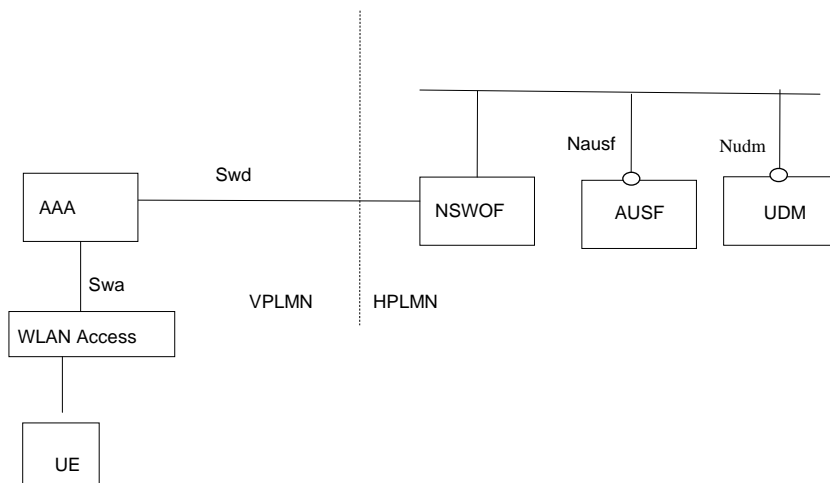 Nausf
Nudm
Swd
AAA
NSWOF
AUSF
UDM
Swa
VPLMN
HPLMN
WLAN Access
UE